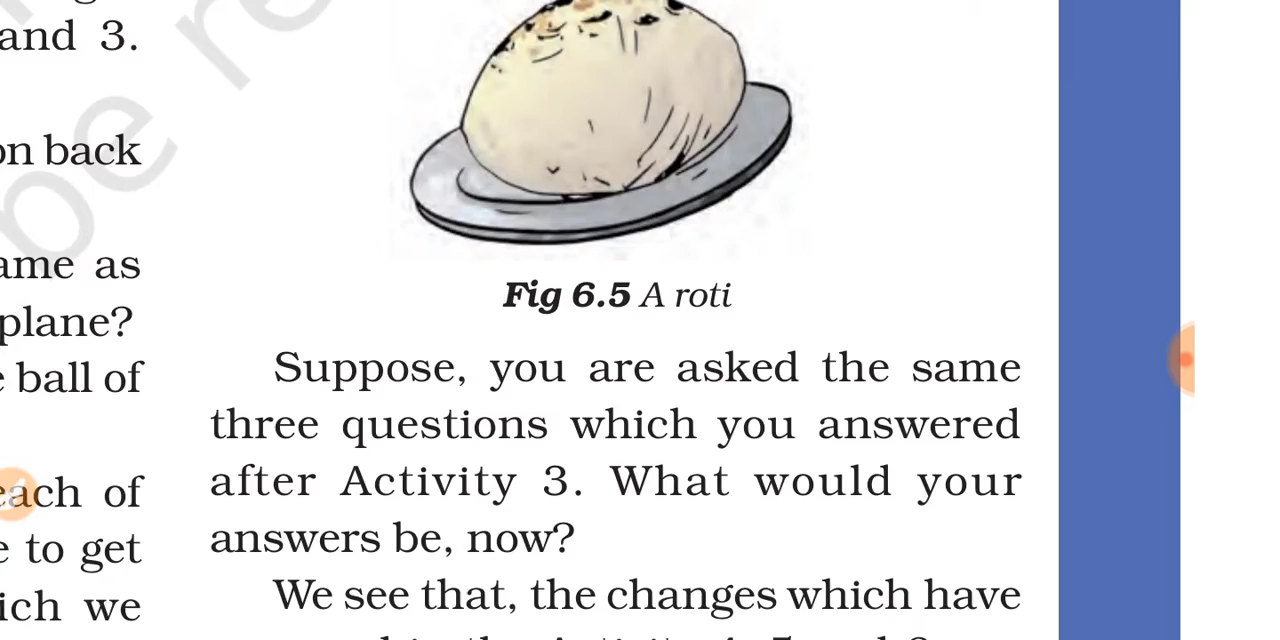 and 3.
on back
ame as
plane?
ball of
each of
to get
ich we
be re
Fig 6.5 A roti
Suppose, you are asked the same
three questions which you answered
after Activity 3. What would your
answers be, now?
We see that, the changes which have